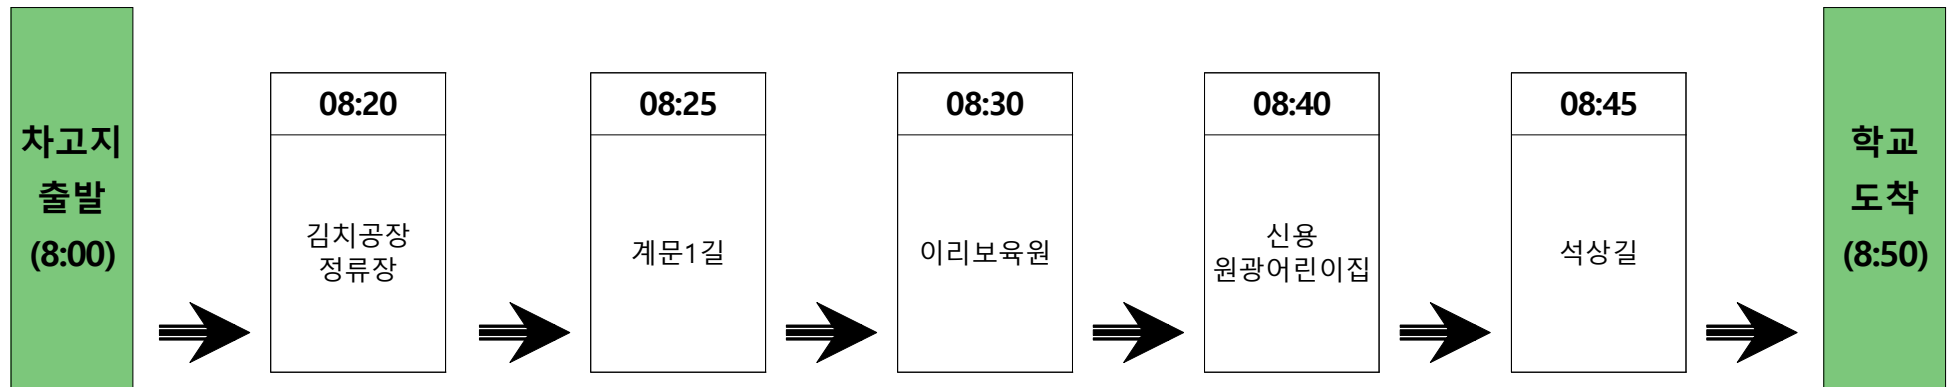 차고지
출발
(8:00)
08:20
김치공장
정류장
08:25
계문1길
08:30
이리보육원
08:40
신용
원광어린이집
08:45
석상길
학교
도착
(8:50)